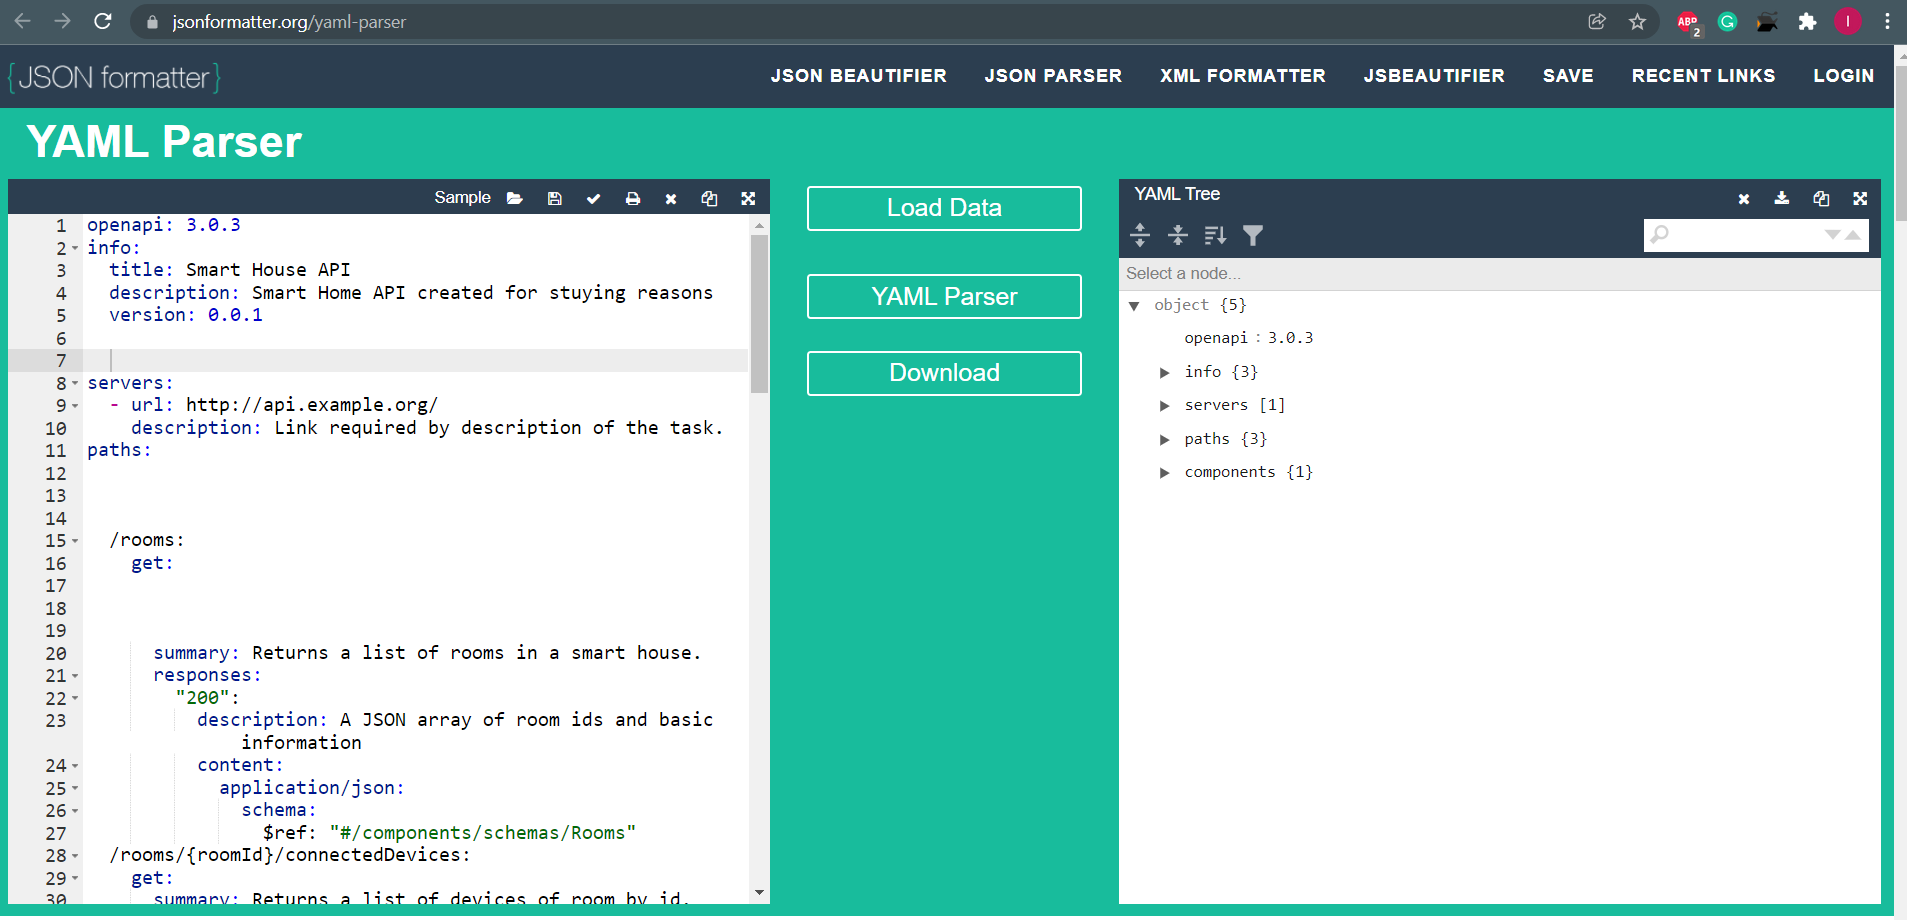 jsonformatter.org/yaml-parser
ABP
2
G
I
{JSON formatter}
JSON BEAUTIFIER
JSON PARSER
XML FORMATTER
JSBEAUTIFIER
SAVE
RECENT LINKS
LOGIN
YAML Parser
Sample
1 openapi: 3.0.3
2 info:
3 title: Smart House API
4 description: Smart Home API created for stuying reasons
5 version: 0.0.1
6
7
8 servers:
9 - url: http://api.example.org/
10 description: Link required by description of the task.
11 paths:
12
13
14
15 /rooms:
16 get:
17
18
19
20 summary: Returns a list of rooms in a smart house.
21 responses:
22 "200":
23 description: A JSON array of room ids and basic
information
24 content:
25 application/json:
26 schema:
27 $ref: "#/components/schemas/Rooms"
28 /rooms/{roomId}/connectedDevices:
29 get:
30 summary: Returns a list of devices of room by id.
Load Data
YAML Parser
Download
YAML Tree
Select a node...
object {5}
openapi : 3.0.3
info {3}
servers [1]
paths {3}
components {1}